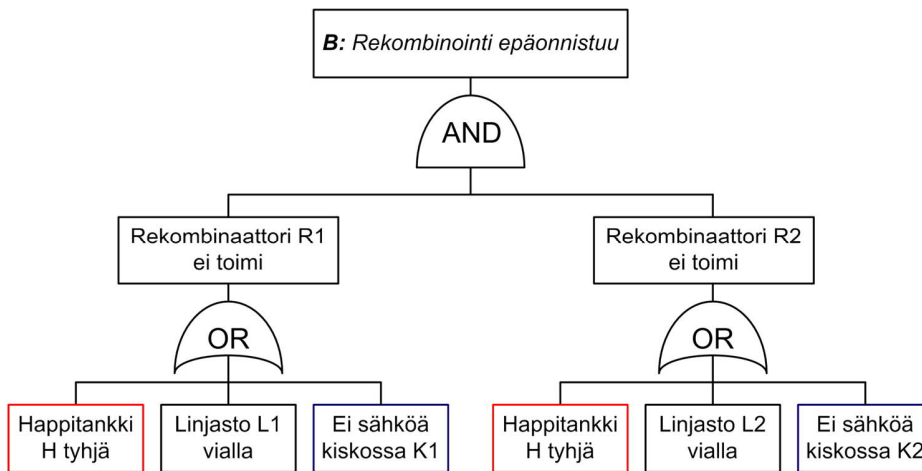 B: Rekombinointi epäonnistuu
AND
Rekombinaattori R1
ei toimi
Rekombinaattori R2
ei toimi
OR
OR
Happitankki
H tyhjä
Linjasto L1
vialla
Ei sähköä
kiskossa K1
Happitankki
H tyhjä
Linjasto L2
vialla
Ei sähköä
kiskossa K2